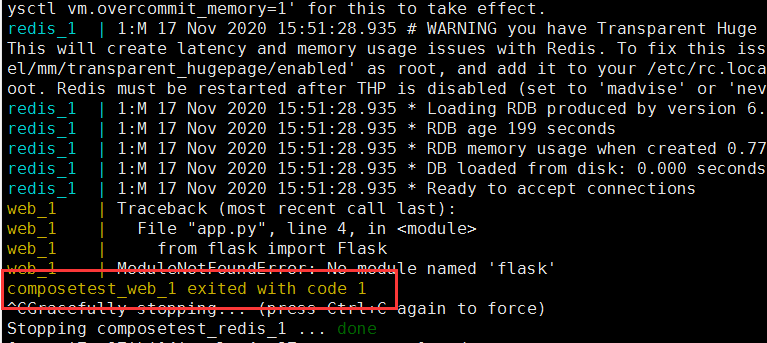 ysctl vm.overcommit_memory=1' for this to take effect.
redis_1  | 1:M 17 Nov 2020 15:51:28.935 # WARNING you have Transparent Huge
This will create latency and memory usage issues with Redis. To fix this iss
el/mm/transparent_hugepage/enabled' as root, and add it to your /etc/rc.loca
oot. Redis must be restarted after THP is disabled (set to 'madvise' or 'nev
redis_1  | 1:M 17 Nov 2020 15:51:28.935 * Loading RDB produced by version 6.
redis_1  | 1:M 17 Nov 2020 15:51:28.935 * RDB age 199 seconds
redis_1  | 1:M 17 Nov 2020 15:51:28.935 * RDB memory usage when created 0.77
redis_1  | 1:M 17 Nov 2020 15:51:28.935 * DB loaded from disk: 0.000 seconds
redis_1  | 1:M 17 Nov 2020 15:51:28.935 * Ready to accept connections
web_1    | Traceback (most recent call last):
web_1    |   File "app.py", line 4, in <module>
web_1    |     from flask import Flask
web_1    | ModuleNotFoundError: No module named 'flask'
composetest_web_1 exited with code 1
^CGracefully stopping... (press Ctrl+C again to force)
Stopping composetest_redis_1 ... done